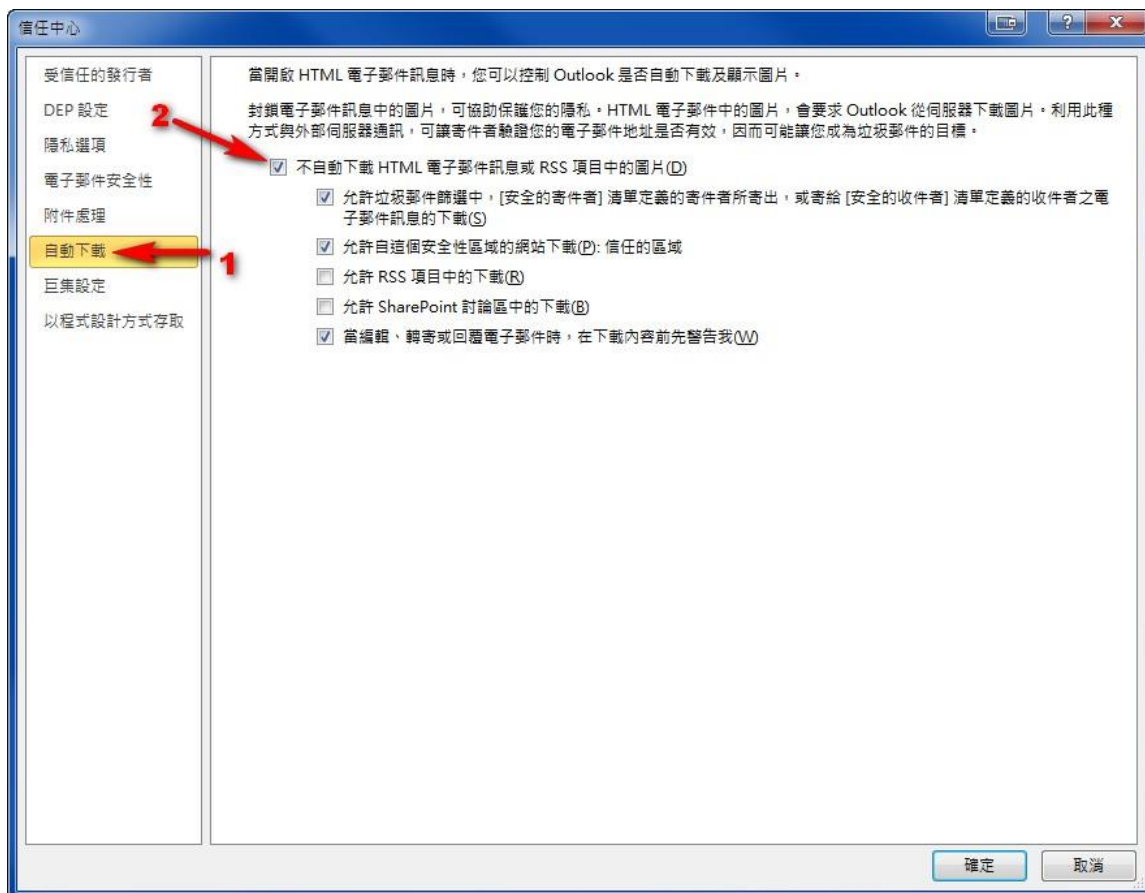 信任中心
受信任的發行者
DEP 設定
隱私選項
電子郵件安全性
附件處理
自動下載
巨集設定
以程式設計方式存取
1
2
當開啟 HTML 電子郵件訊息時，您可以控制 Outlook 是否自動下載及顯示圖片。
封鎖電子郵件訊息中的圖片，可協助保護您的隱私。HTML 電子郵件中的圖片，會要求 Outlook 從伺服器下載圖片。利用此種
方式與外部伺服器通訊，可讓寄件者驗證您的電子郵件地址是否有效，因而可能讓您成為垃圾郵件的目標。
不自動下載 HTML 電子郵件訊息或 RSS 項目中的圖片(D)
允許垃圾郵件篩選中，[安全的寄件者] 清單定義的寄件者所寄出，或寄給 [安全的收件者] 清單定義的收件者之電
子郵件訊息的下載(S)
允許自這個安全性區域的網站下載(P): 信任的區域
允許 RSS 項目中的下載(R)
允許 SharePoint 討論區中的下載(B)
當編輯、轉寄或回覆電子郵件時，在下載內容前先警告我(W)
確定
取消